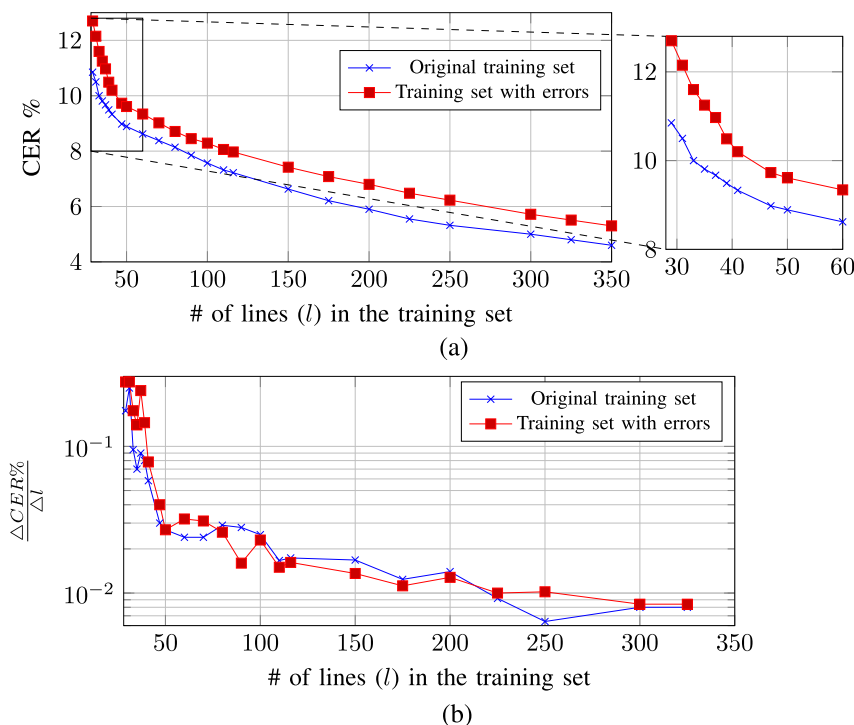 12
10
8
6
4
CER %
50
100
150
200
250
300
350
# of lines (l) in the training set
Original training set
Training set with errors
12
10
8
30
40
50
60
(a)
10⁻¹
10⁻²
△CER%
△l
50
100
150
200
250
300
350
# of lines (l) in the training set
Original training set
Training set with errors
(b)